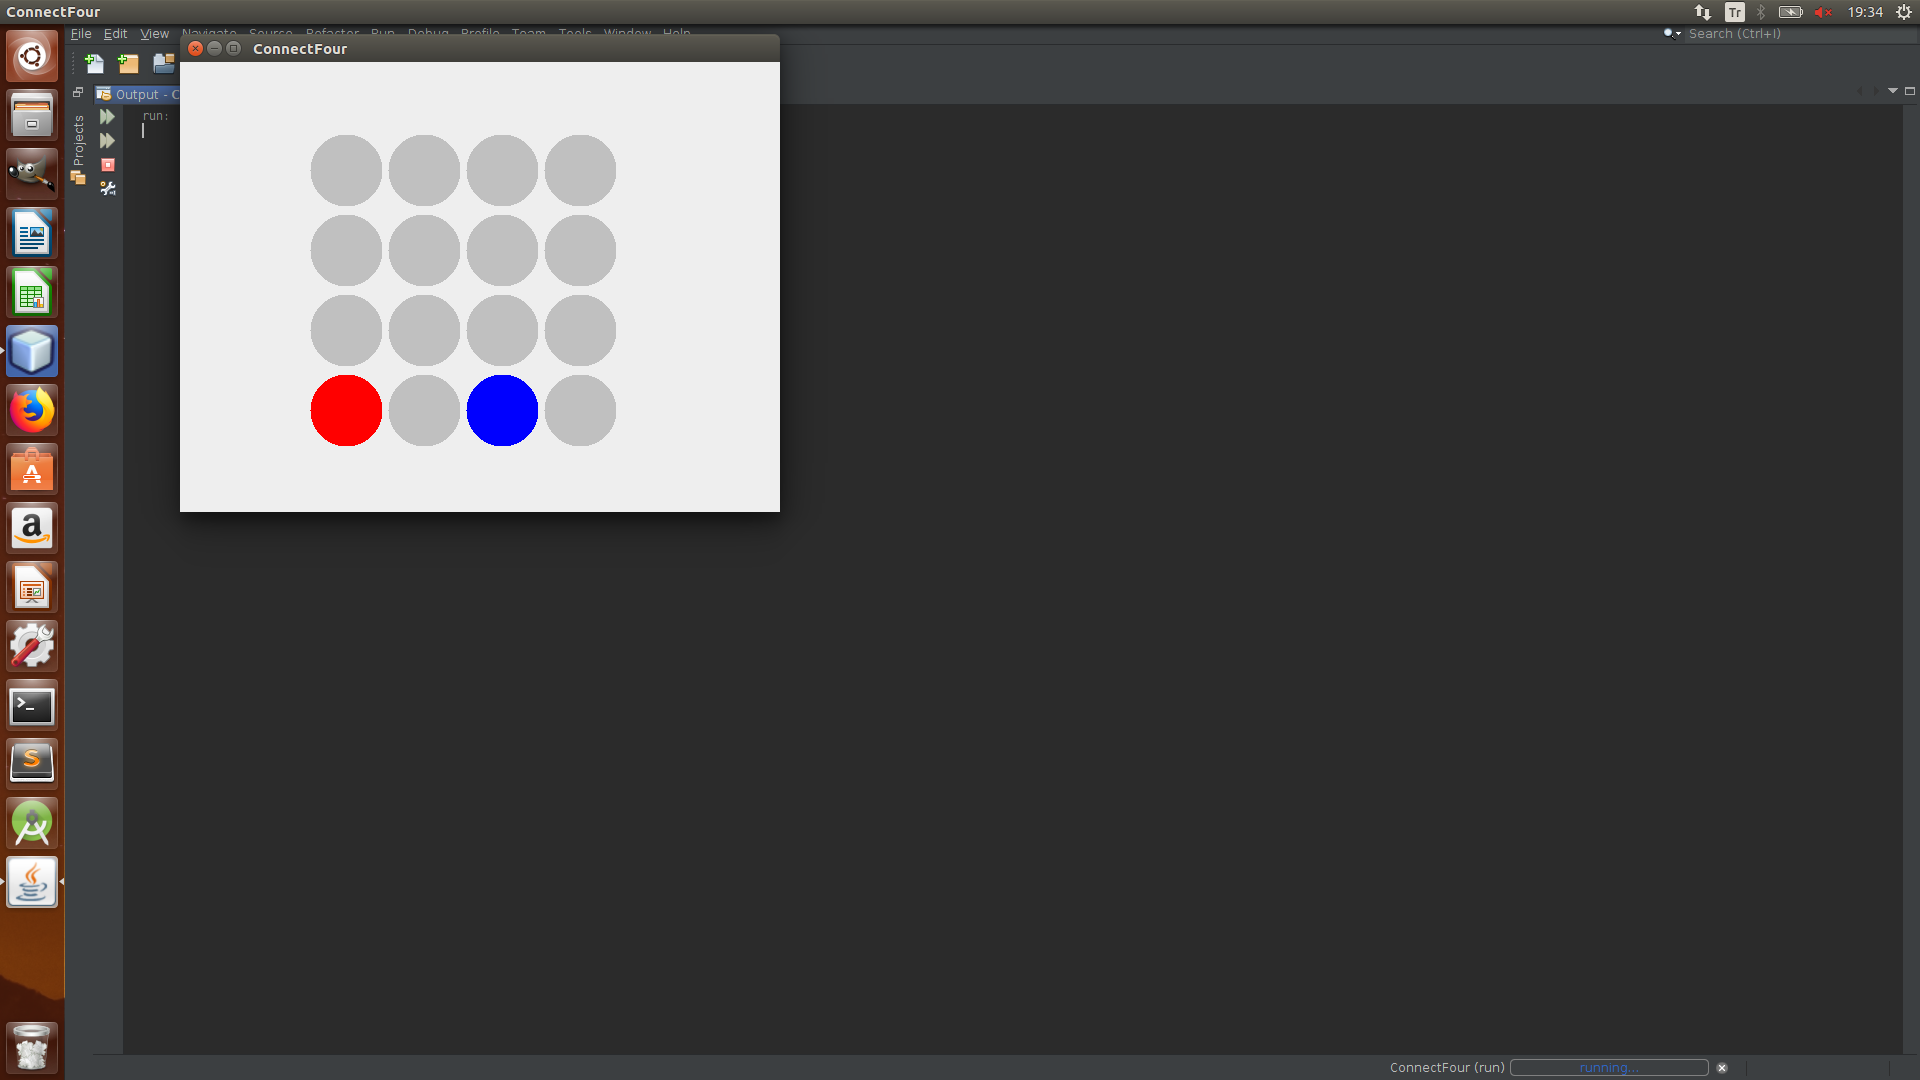 ConnectFour
Tr
19:34
File Edit View Navigate Source Refactor Run Debug Profile Team Tools Window Help
Search (Ctrl+I)
ConnectFour
Output - C
run:
Projects
ConnectFour (run)
running...